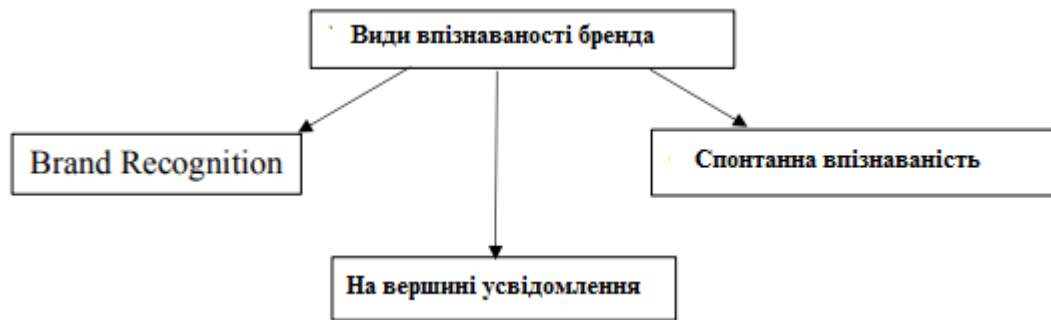 Види впізнаваності бренда
Brand Recognition
Спонтанна впізнаваність
На вершині усвідомлення